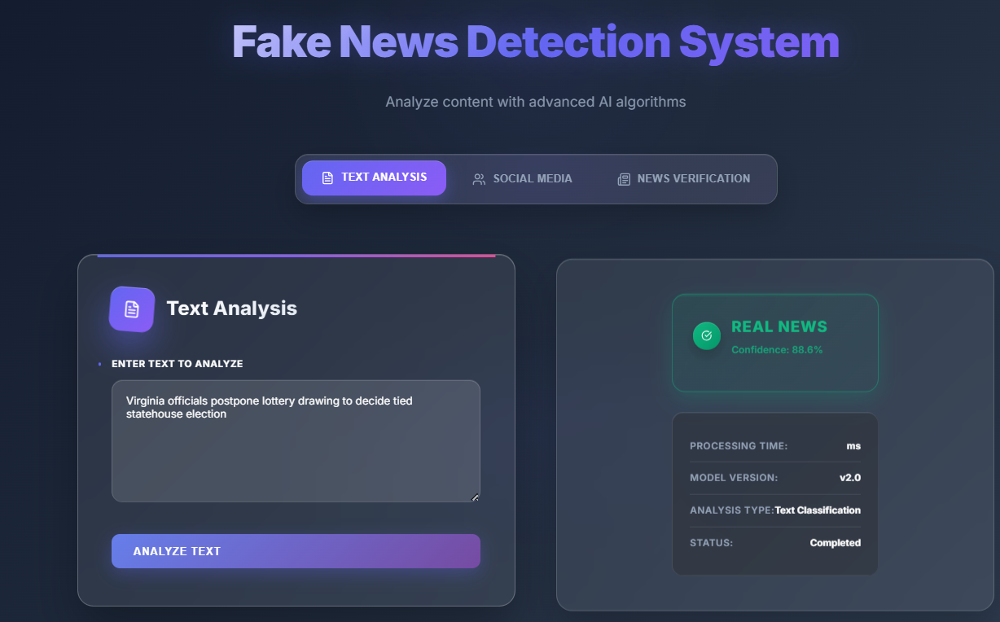 Fake News Detection System
Analyze content with advanced AI algorithms
TEXT ANALYSIS
SOCIAL MEDIA
NEWS VERIFICATION
Text Analysis
ENTER TEXT TO ANALYZE
Virginia officials postpone lottery drawing to decide tied
statehouse election
ANALYZE TEXT
REAL NEWS
Confidence: 88.6%
PROCESSING TIME: ms
MODEL VERSION: v2.0
ANALYSIS TYPE:Text Classification
STATUS: Completed